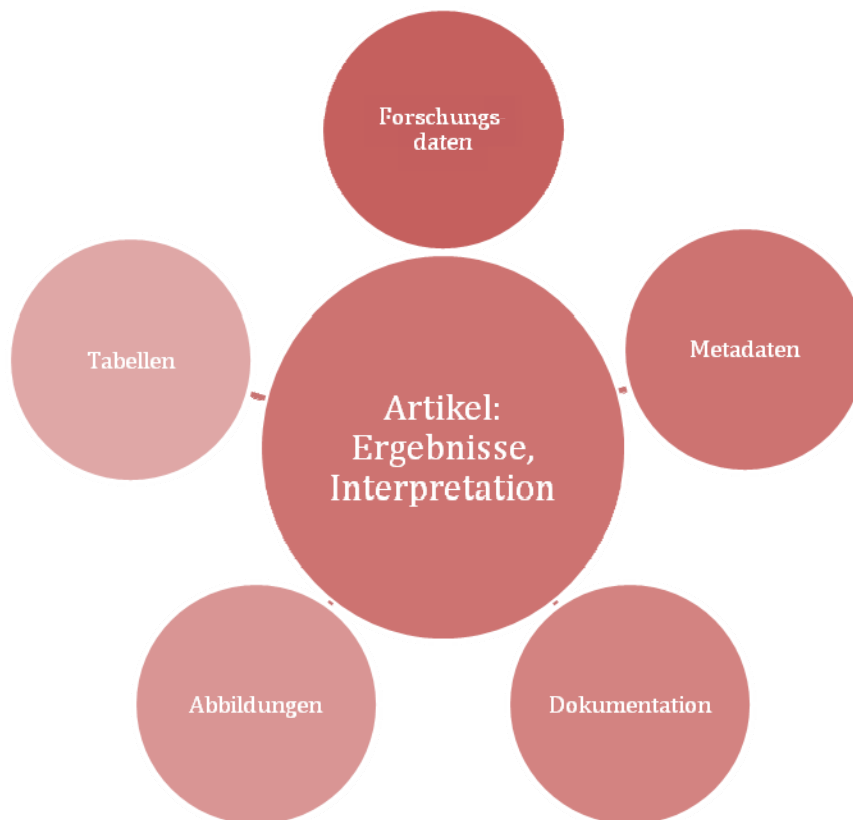 Forschungs-
daten
Metadaten
Tabellen
Artikel:
Ergebnisse,
Interpretation
Abbildungen
Dokumentation